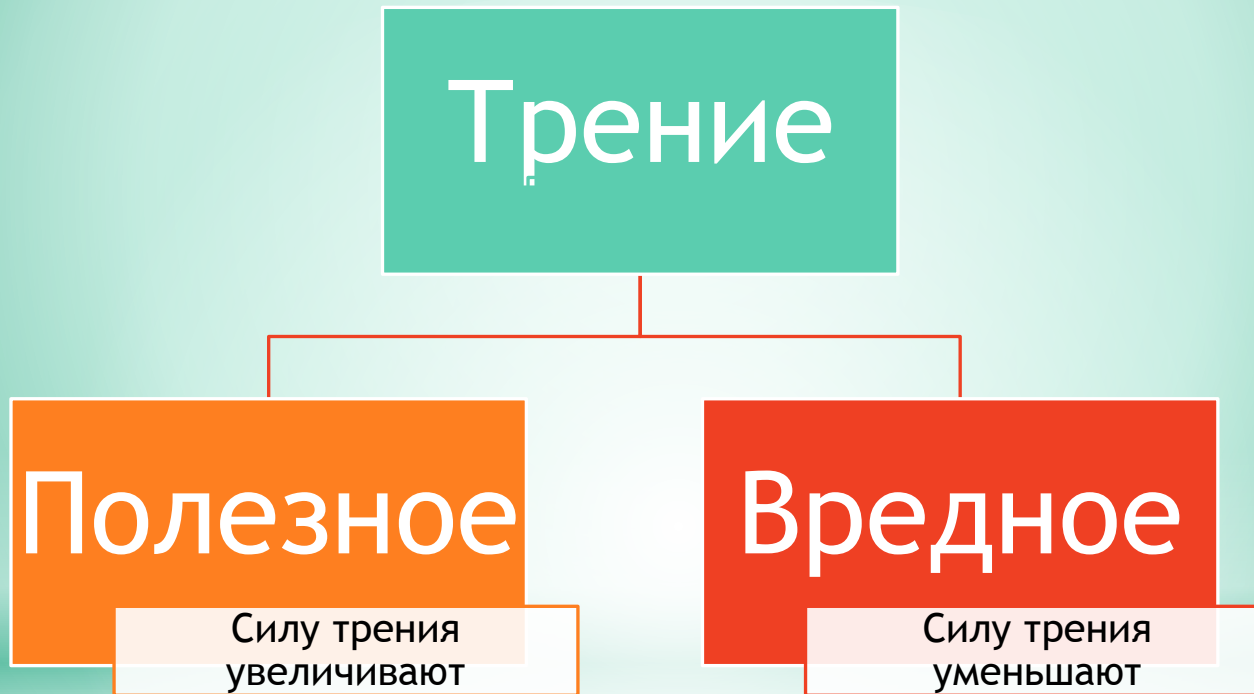 Трение
Полезное
Силу трения
увеличивают
Вредное
Силу трения
уменьшают